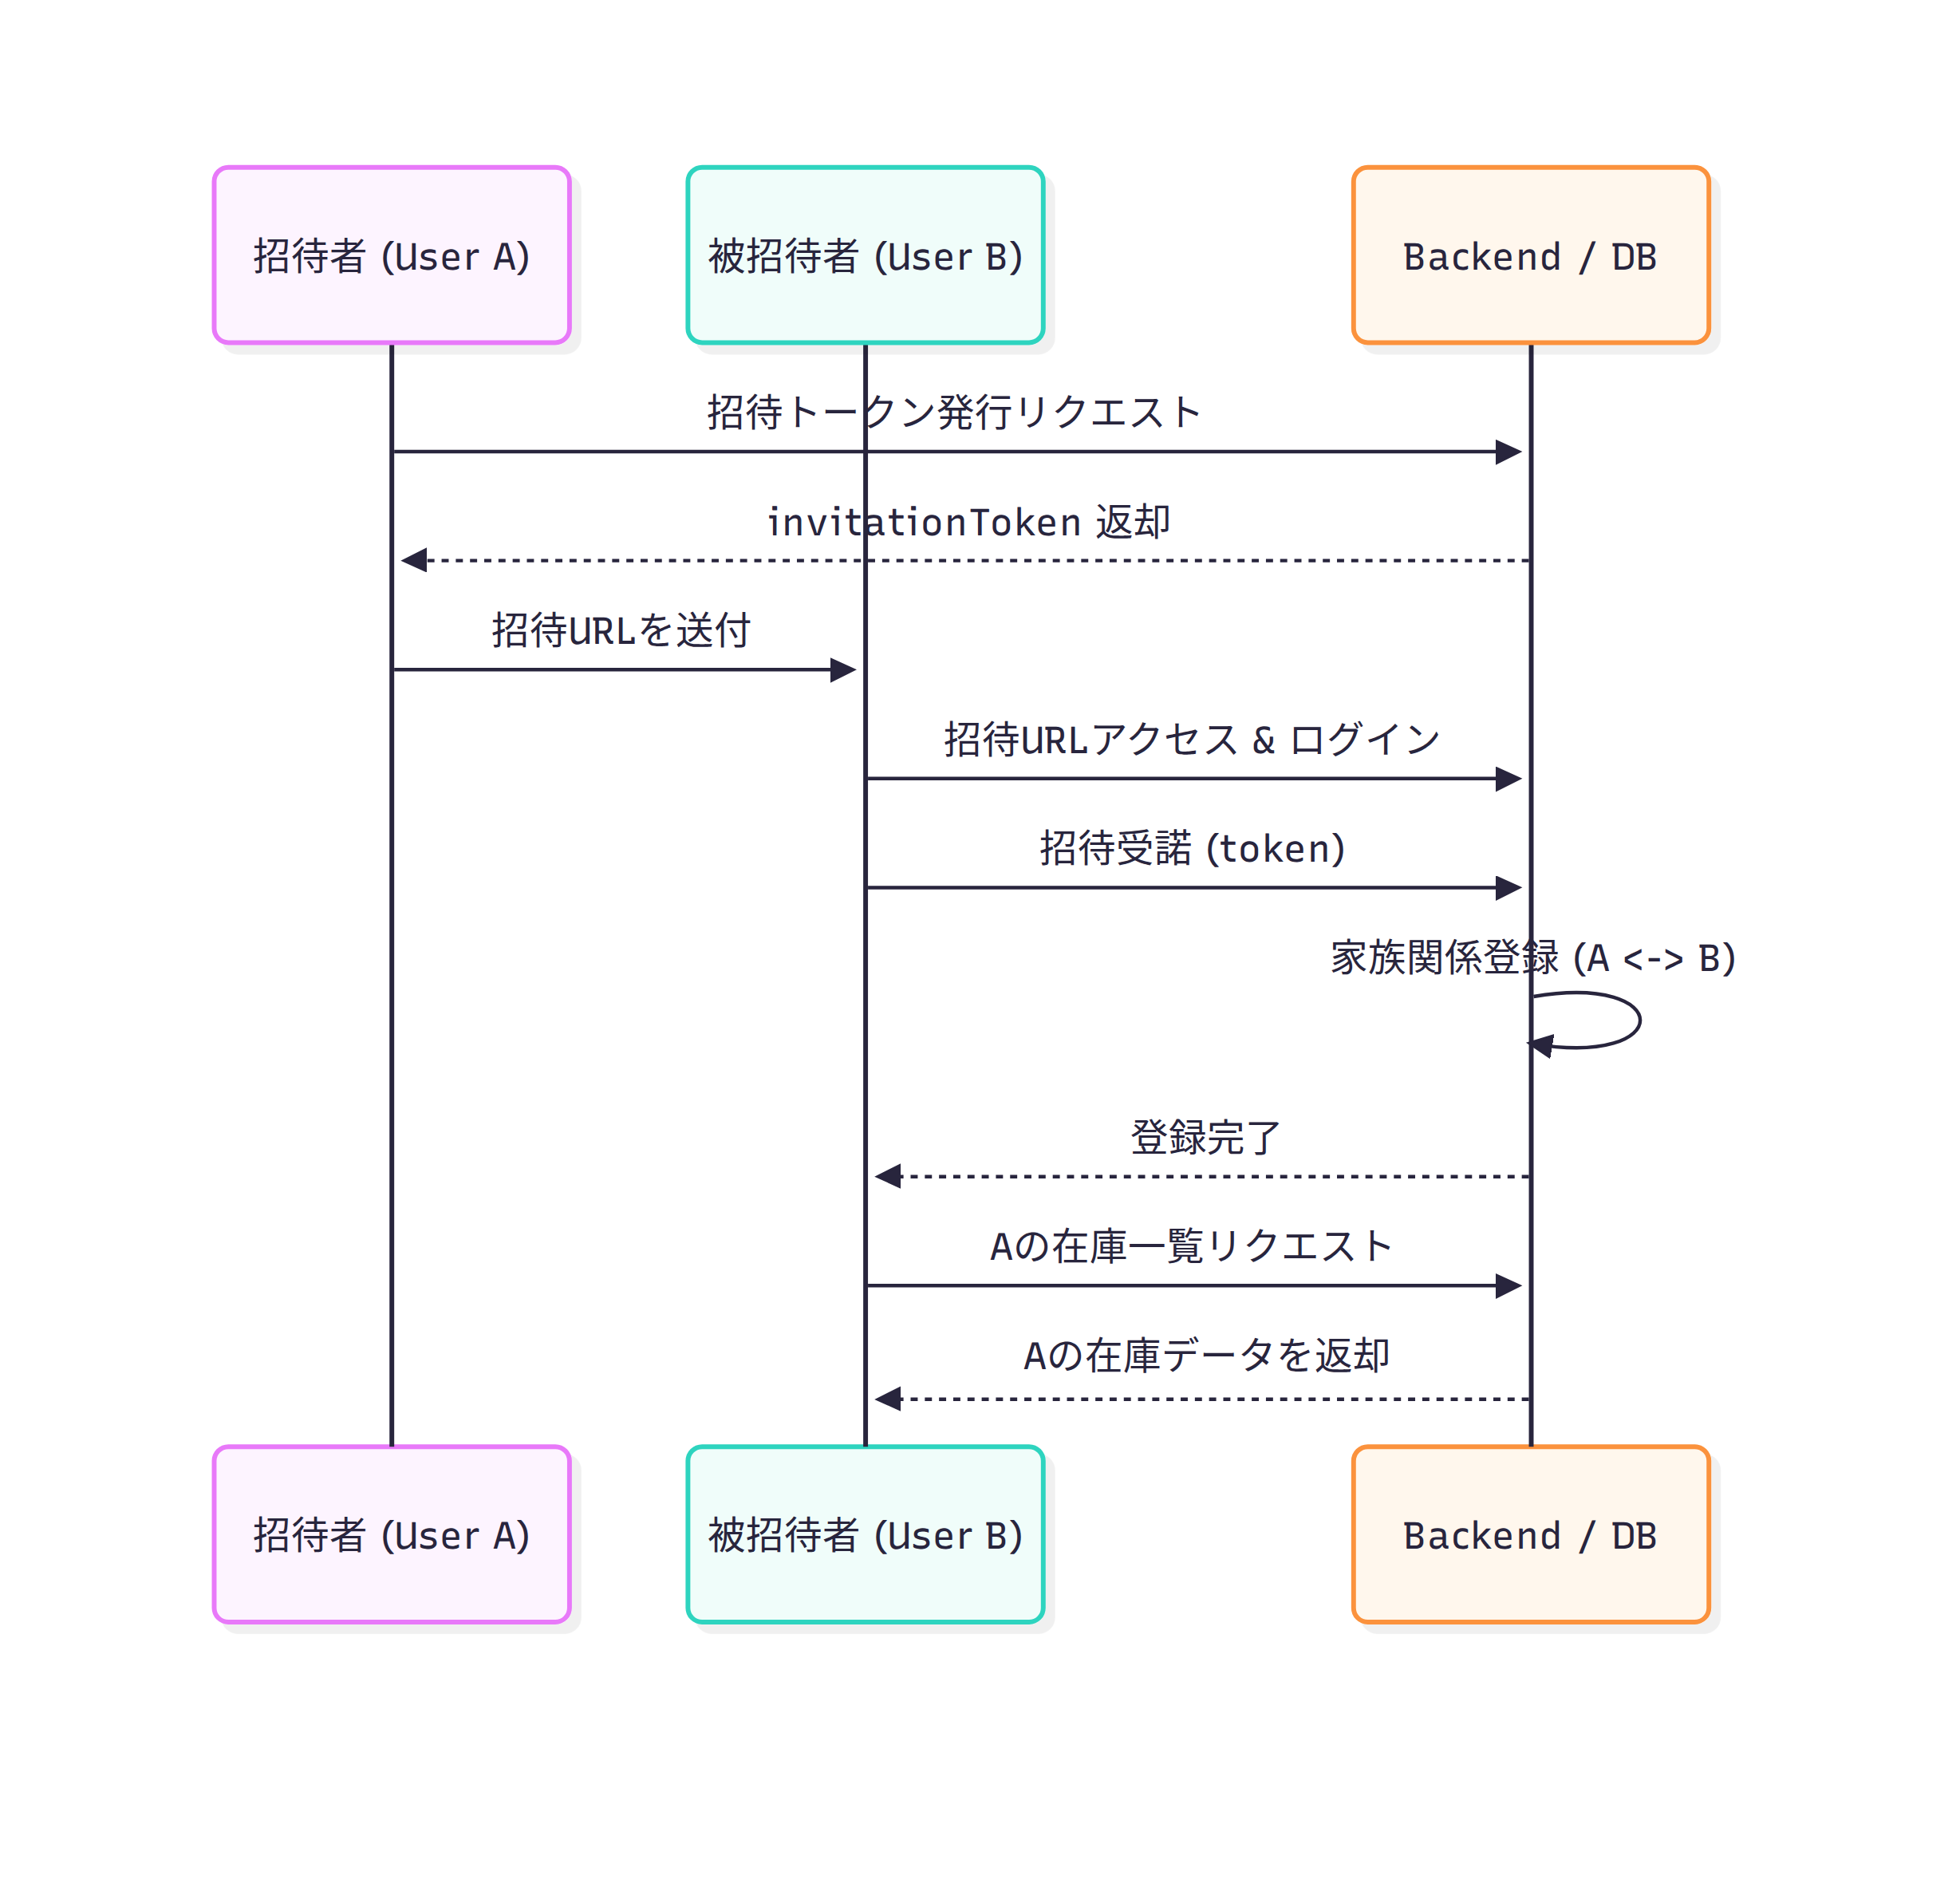 招待者 (User A)
被招待者 (User B)
Backend / DB
招待トークン発行リクエスト
invitationToken 返却
招待URLを送付
招待URLアクセス & ログイン
招待受諾 (token)
家族関係登録 (A <-> B)
登録完了
Aの在庫一覧リクエスト
Aの在庫データを返却
招待者 (User A)
被招待者 (User B)
Backend / DB